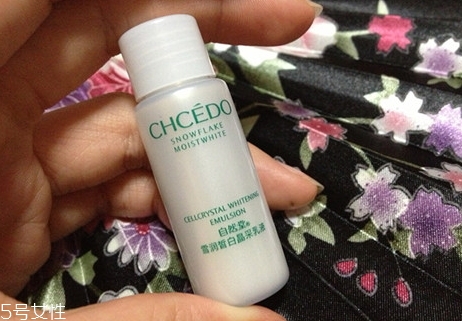 CHCÉDO
SNOWFLAKE
MOISTWHITE
CELLCRYSTAL WHITENING
EMULSION
自然堂®
雪润皙白晶采乳液
5号女性